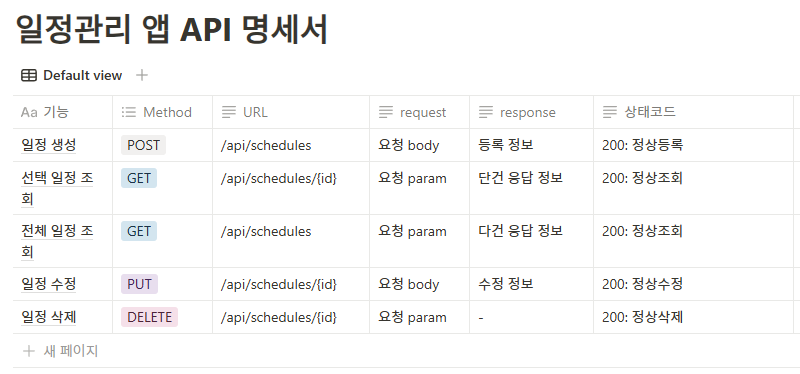 일정관리 앱 API 명세서
Default view
Aa 기능 Method URL request response 상태코드
일정 생성 POST /api/schedules 요청 body 등록 정보 200: 정상등록
선택 일정 조회 GET /api/schedules/{id} 요청 param 단건 응답 정보 200: 정상조회
전체 일정 조회 GET /api/schedules 요청 param 다건 응답 정보 200: 정상조회
일정 수정 PUT /api/schedules/{id} 요청 body 수정 정보 200: 정상수정
일정 삭제 DELETE /api/schedules/{id} 요청 param - 200: 정상삭제
새 페이지